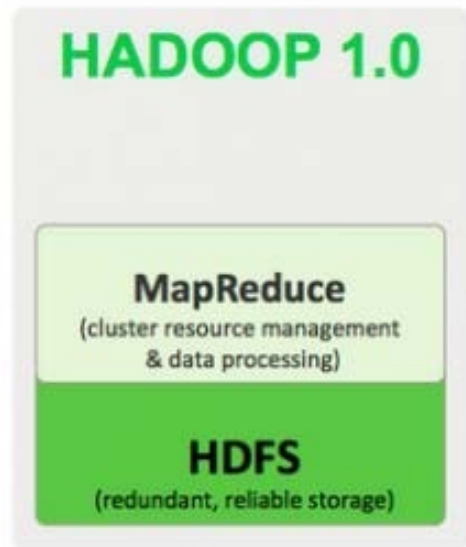 HADOOP 1.0
MapReduce
(cluster resource management
& data processing)
HDFS
(redundant, reliable storage)